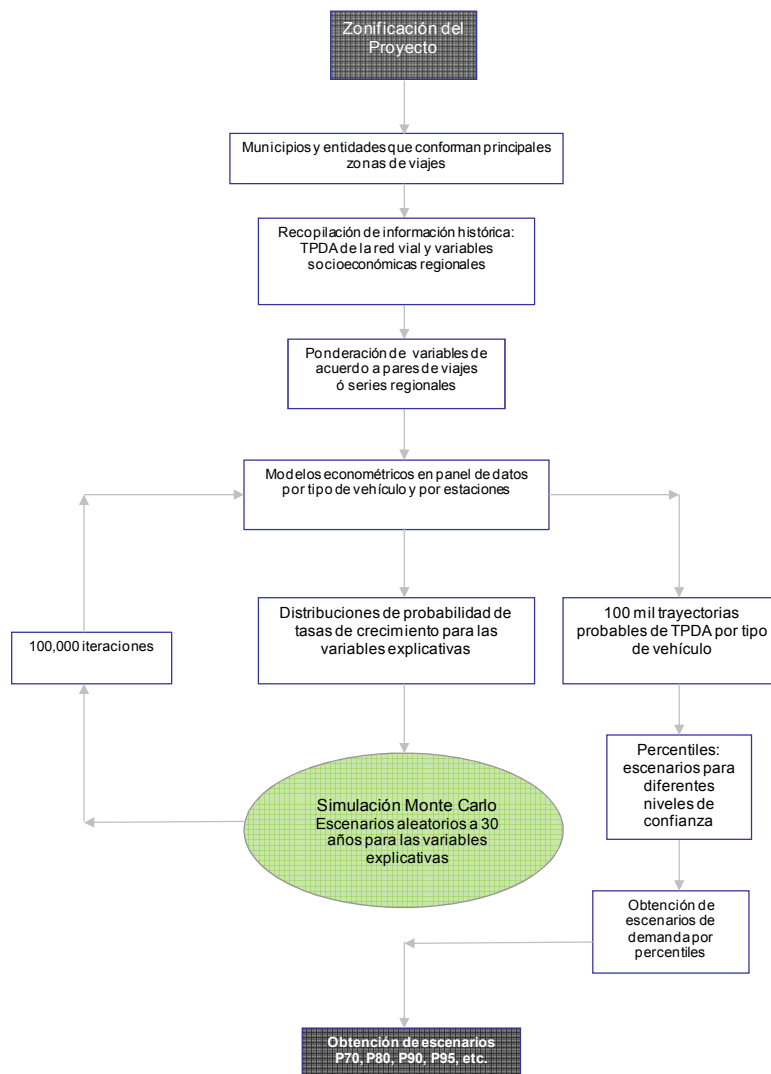 Zonificación del
Proyecto
Municipios y entidades que conforman principales
zonas de viajes
Recopilación de información histórica:
TPDA de la red vial y variables
socioeconómicas regionales
Ponderación de variables de
acuerdo a pares de viajes
ó series regionales
Modelos econométricos en panel de datos
por tipo de vehículo y por estaciones
Distribuciones de probabilidad de
tasas de crecimiento para las
variables explicativas
100 mil trayectorias
probables de TPDA por tipo
de vehículo
100,000 iteraciones
Simulación Monte Carlo
Escenarios aleatorios a 30
años para las variables
explicativas
Percentiles:
escenarios para
diferentes
niveles de
confianza
Obtención de
escenarios de
demanda por
percentiles
Obtención de escenarios
P70, P80, P90, P95, etc.